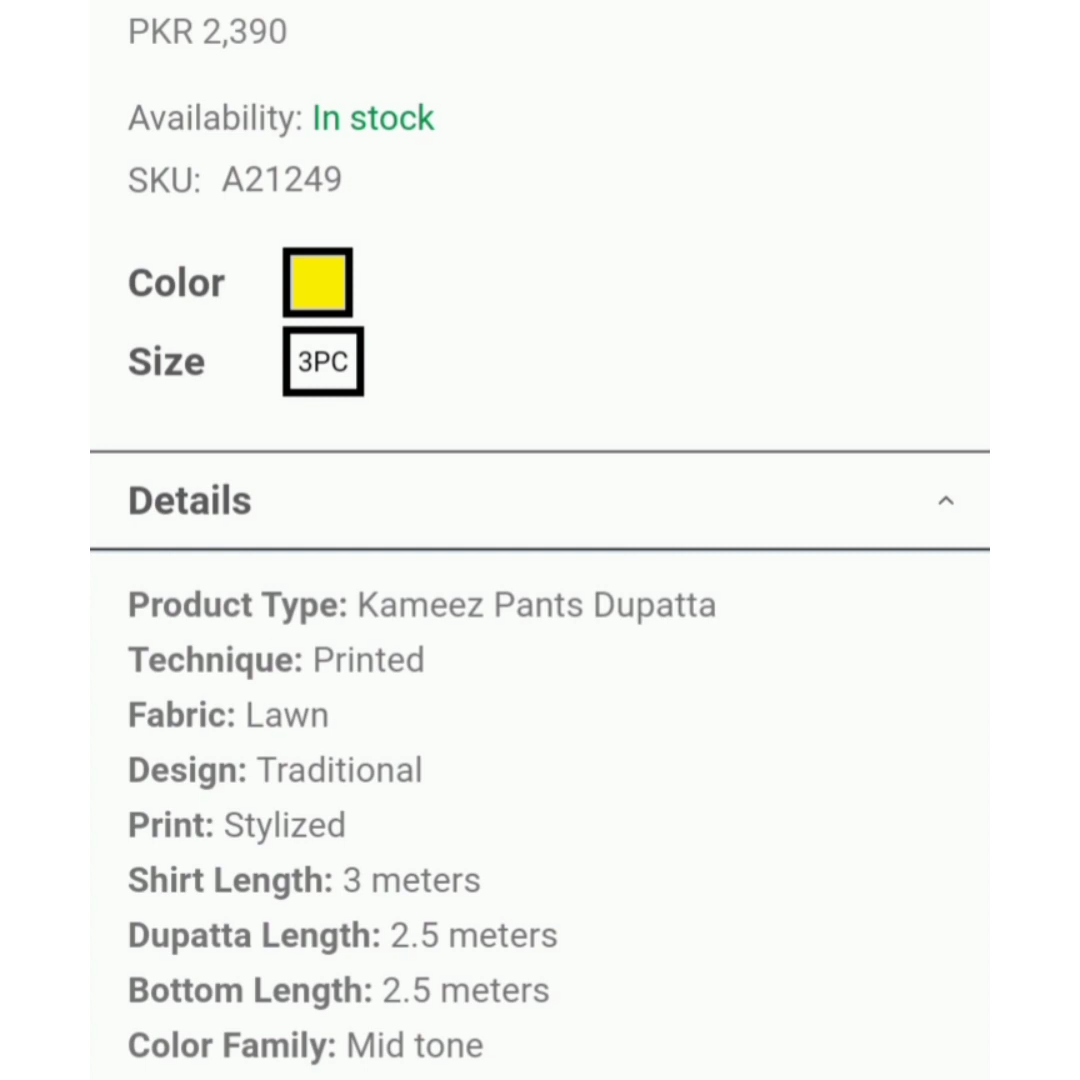 PKR 2,390
Availability: In stock
SKU: A21249
Color
Size 3PC
Details
Product Type: Kameez Pants Dupatta
Technique: Printed
Fabric: Lawn
Design: Traditional
Print: Stylized
Shirt Length: 3 meters
Dupatta Length: 2.5 meters
Bottom Length: 2.5 meters
Color Family: Mid tone